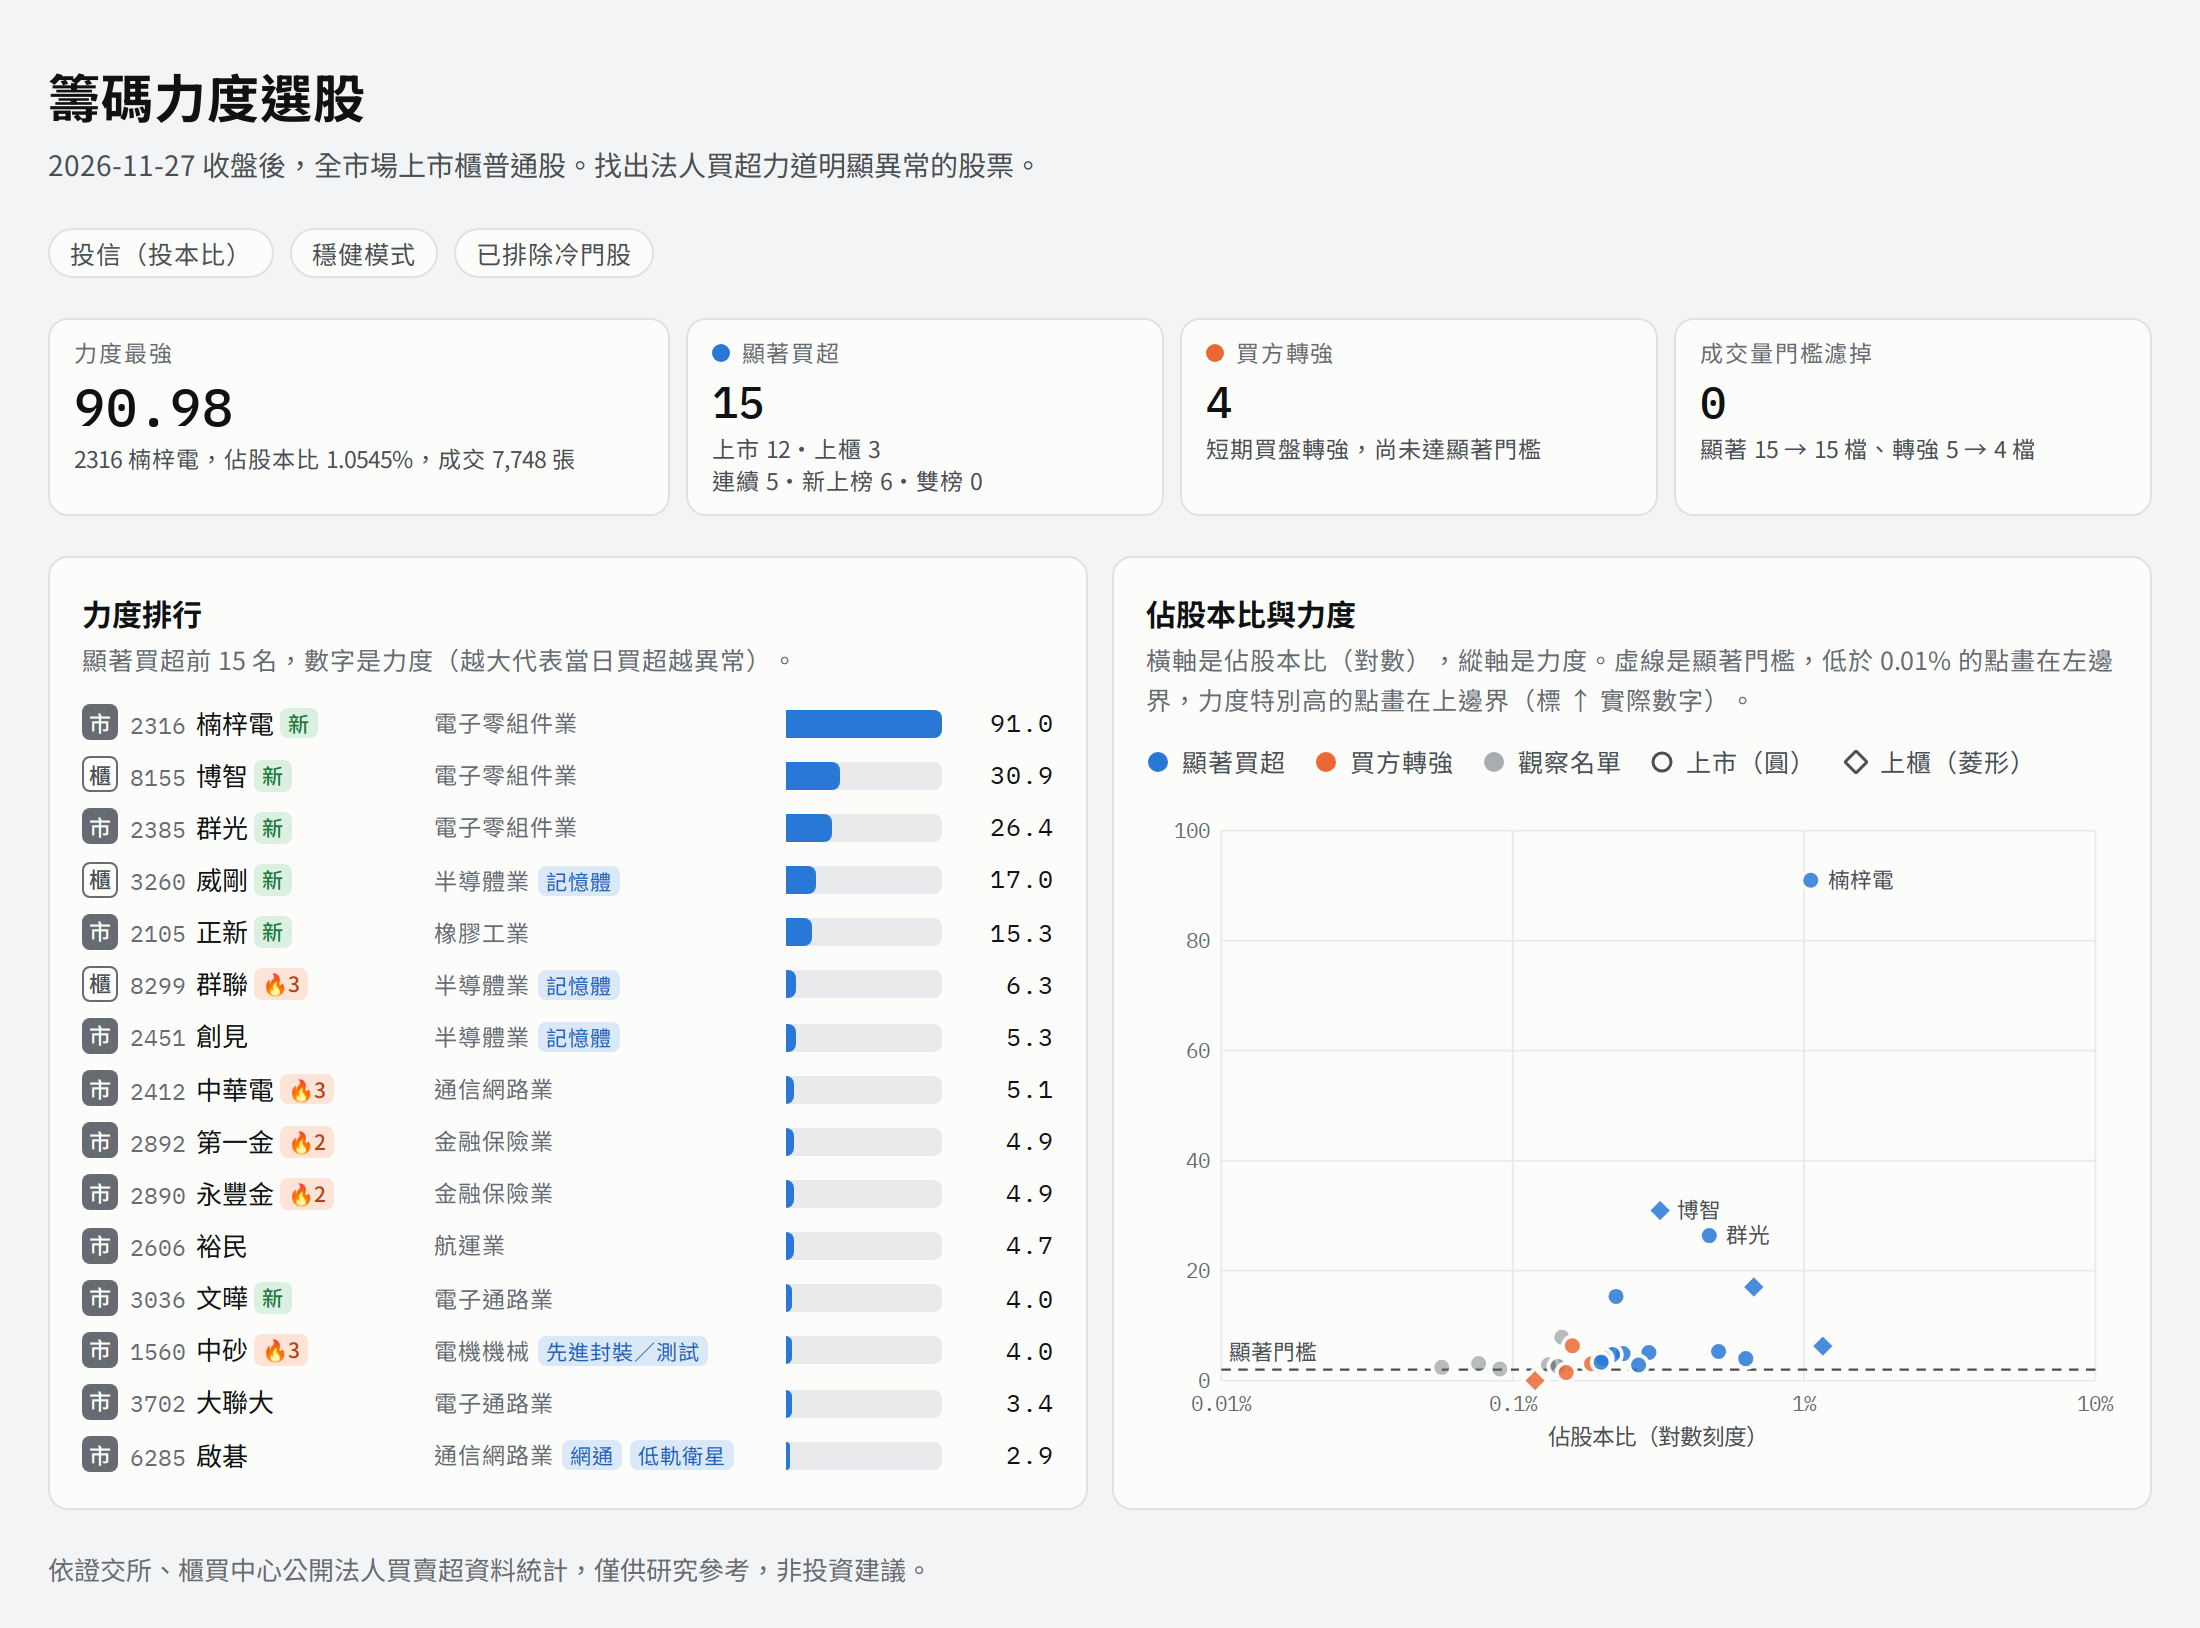 籌碼力度選股
2026-11-27 收盤後，全市場上市櫃普通股。找出法人買超力道明顯異常的股票。
投信（投本比） 穩健模式 已排除冷門股
力度最強
90.98
2316 楠梓電，佔股本比 1.0545%，成交 7,748 張
顯著買超
15
上市 12・上櫃 3
連續 5・新上榜 6・雙榜 0
買方轉強
4
短期買盤轉強，尚未達顯著門檻
成交量門檻濾掉
0
顯著 15 → 15 檔、轉強 5 → 4 檔
力度排行
顯著買超前 15 名，數字是力度（越大代表當日買超越異常）。
市 2316 楠梓電 新 電子零組件業 91.0
櫃 8155 博智 新 電子零組件業 30.9
市 2385 群光 新 電子零組件業 26.4
櫃 3260 威剛 新 半導體業 記憶體 17.0
市 2105 正新 新 橡膠工業 15.3
櫃 8299 群聯 🔥3 半導體業 記憶體 6.3
市 2451 創見 半導體業 記憶體 5.3
市 2412 中華電 🔥3 通信網路業 5.1
市 2892 第一金 🔥2 金融保險業 4.9
市 2890 永豐金 🔥2 金融保險業 4.9
市 2606 裕民 航運業 4.7
市 3036 文曄 新 電子通路業 4.0
市 1560 中砂 🔥3 電機機械 先進封裝／測試 4.0
市 3702 大聯大 電子通路業 3.4
市 6285 啟碁 通信網路業 網通 低軌衛星 2.9
佔股本比與力度
橫軸是佔股本比（對數），縱軸是力度。虛線是顯著門檻，低於 0.01% 的點畫在左邊
界，力度特別高的點畫在上邊界（標 ↑ 實際數字）。
顯著買超 買方轉強 觀察名單 上市（圓） 上櫃（菱形）
100
楠梓電
80
60
40
博智
群光
20
顯著門檻
0
0.01% 0.1% 1% 10%
佔股本比（對數刻度）
依證交所、櫃買中心公開法人買賣超資料統計，僅供研究參考，非投資建議。